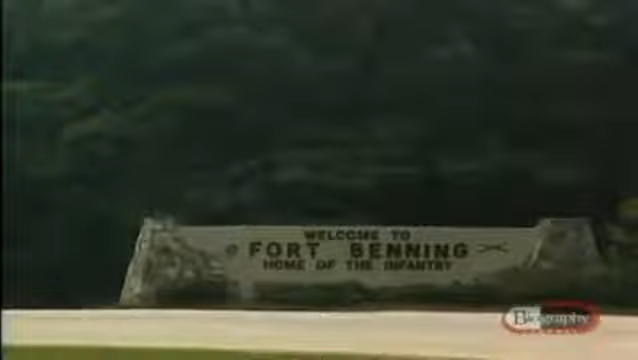 WELCOME TO
FORT BENNING
HOME OF THE INFANTRY
Biography